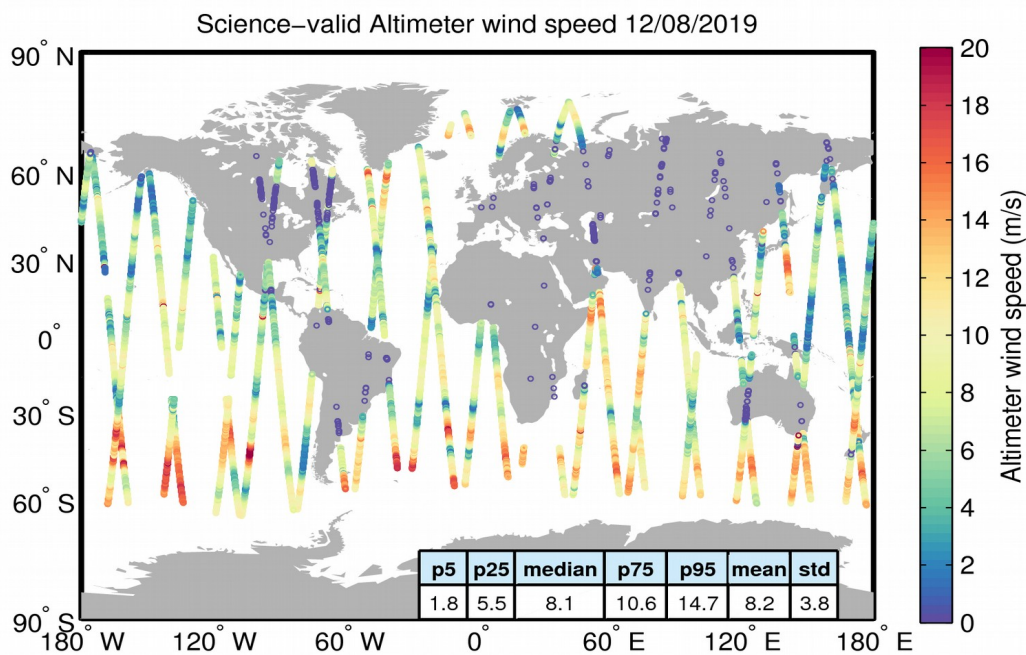 Science−valid Altimeter wind speed 12/08/2019
90° N
60° N
30° N
0°
30° S
60° S
90° S
180° W 120° W 60° W 0° 60° E 120° E 180° E
p5 p25 median p75 p95 mean std
1.8 5.5 8.1 10.6 14.7 8.2 3.8
20
18
16
14
12
10
8
6
4
2
0
Altimeter wind speed (m/s)